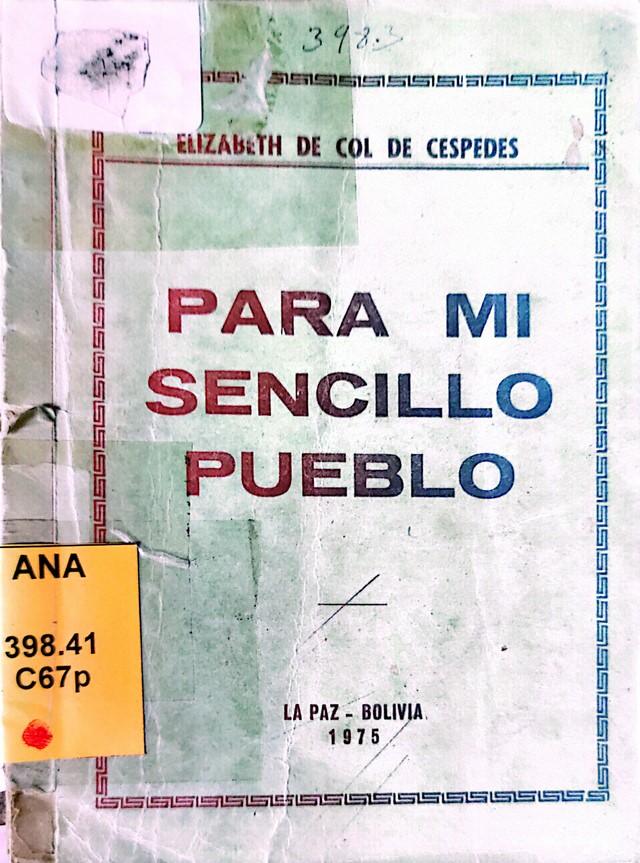 398.3
ELIZABETH DE COL DE CESPEDES
PARA MI
SENCILLO
PUEBLO
ANA
398.41
C67p
LA PAZ - BOLIVIA
1975